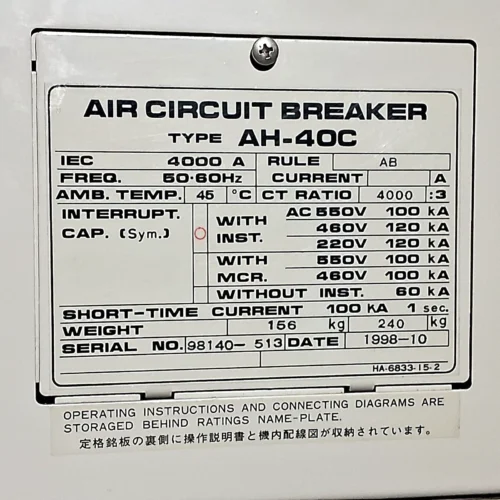 AIR CIRCUIT BREAKER
TYPE AH-40C
IEC 4000 A RULE AB
FREQ. 50·60Hz CURRENT A
AMB. TEMP. 45 °C CT RATIO 4000 :3
INTERRUPT. CAP. (Sym.)
WITH INST. AC 550V 100 kA
460V 120 kA
220V 120 kA
WITH MCR. 550V 100 kA
460V 100 kA
WITHOUT INST. 60 kA
SHORT-TIME CURRENT 100 KA 1 sec.
WEIGHT 156 kg 240 kg
SERIAL NO. 98140- 513 DATE 1998-10
HA-6833-15-2
OPERATING INSTRUCTIONS AND CONNECTING DIAGRAMS ARE
STORAGED BEHIND RATINGS NAME-PLATE.
定格銘板の裏側に操作説明書と機内配線図が収納されています。